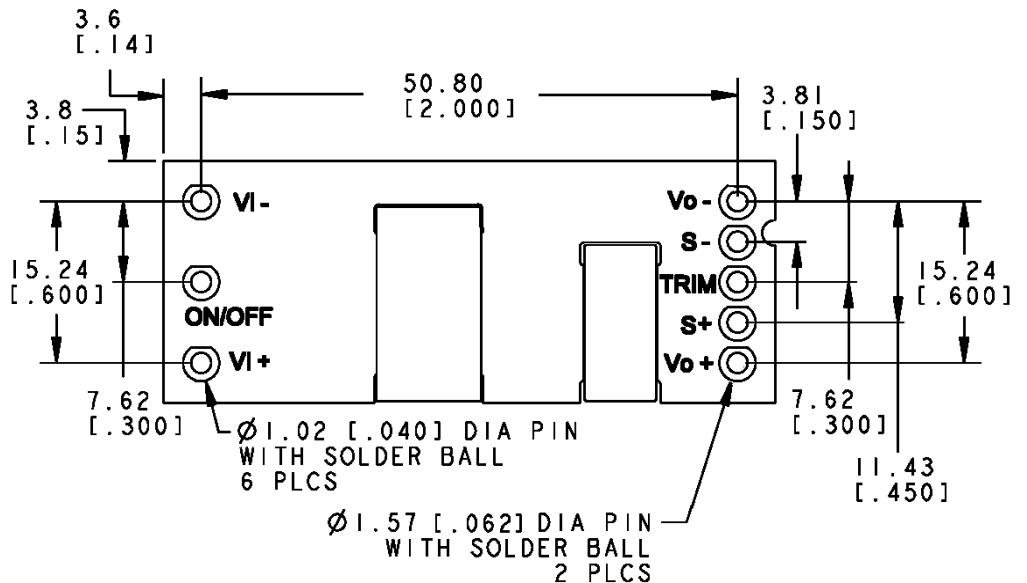 3.6
[.14]
50.80
[2.000]
3.81
[.150]
3.8
[.15]
VI -
Vo -
S -
15.24
[.600]
TRIM
15.24
[.600]
ON/OFF
S+
VI +
Vo +
7.62
[.300]
7.62
[.300]
Ø1.02 [.040] DIA PIN
WITH SOLDER BALL
6 PLCS
11.43
[.450]
Ø1.57 [.062] DIA PIN
WITH SOLDER BALL
2 PLCS